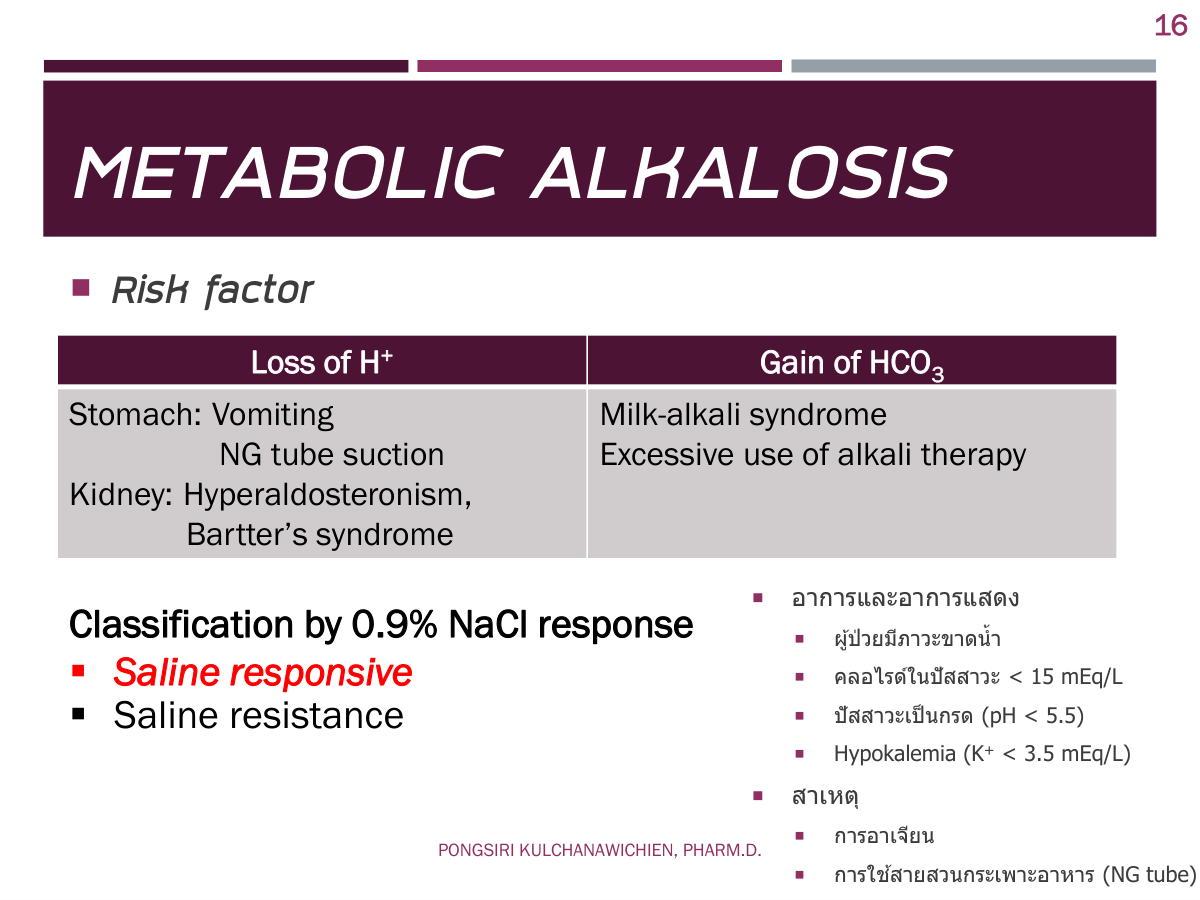 16
METABOLIC ALKALOSIS
Risk factor
Loss of H⁺
Gain of HCO₃
Stomach: Vomiting
NG tube suction
Kidney: Hyperaldosteronism,
Bartter's syndrome
Milk-alkali syndrome
Excessive use of alkali therapy
Classification by 0.9% NaCl response
Saline responsive
Saline resistance
อาการและอาการแสดง
ผู้ป่วยมีภาวะขาดน้ำ
คลอไรด์ในปัสสาวะ < 15 mEq/L
ปัสสาวะเป็นกรด (pH < 5.5)
Hypokalemia (K⁺ < 3.5 mEq/L)
สาเหตุ
การอาเจียน
การใช้สายสวนกระเพาะอาหาร (NG tube)
PONGSIRI KULCHANAWICHIEN, PHARM.D.